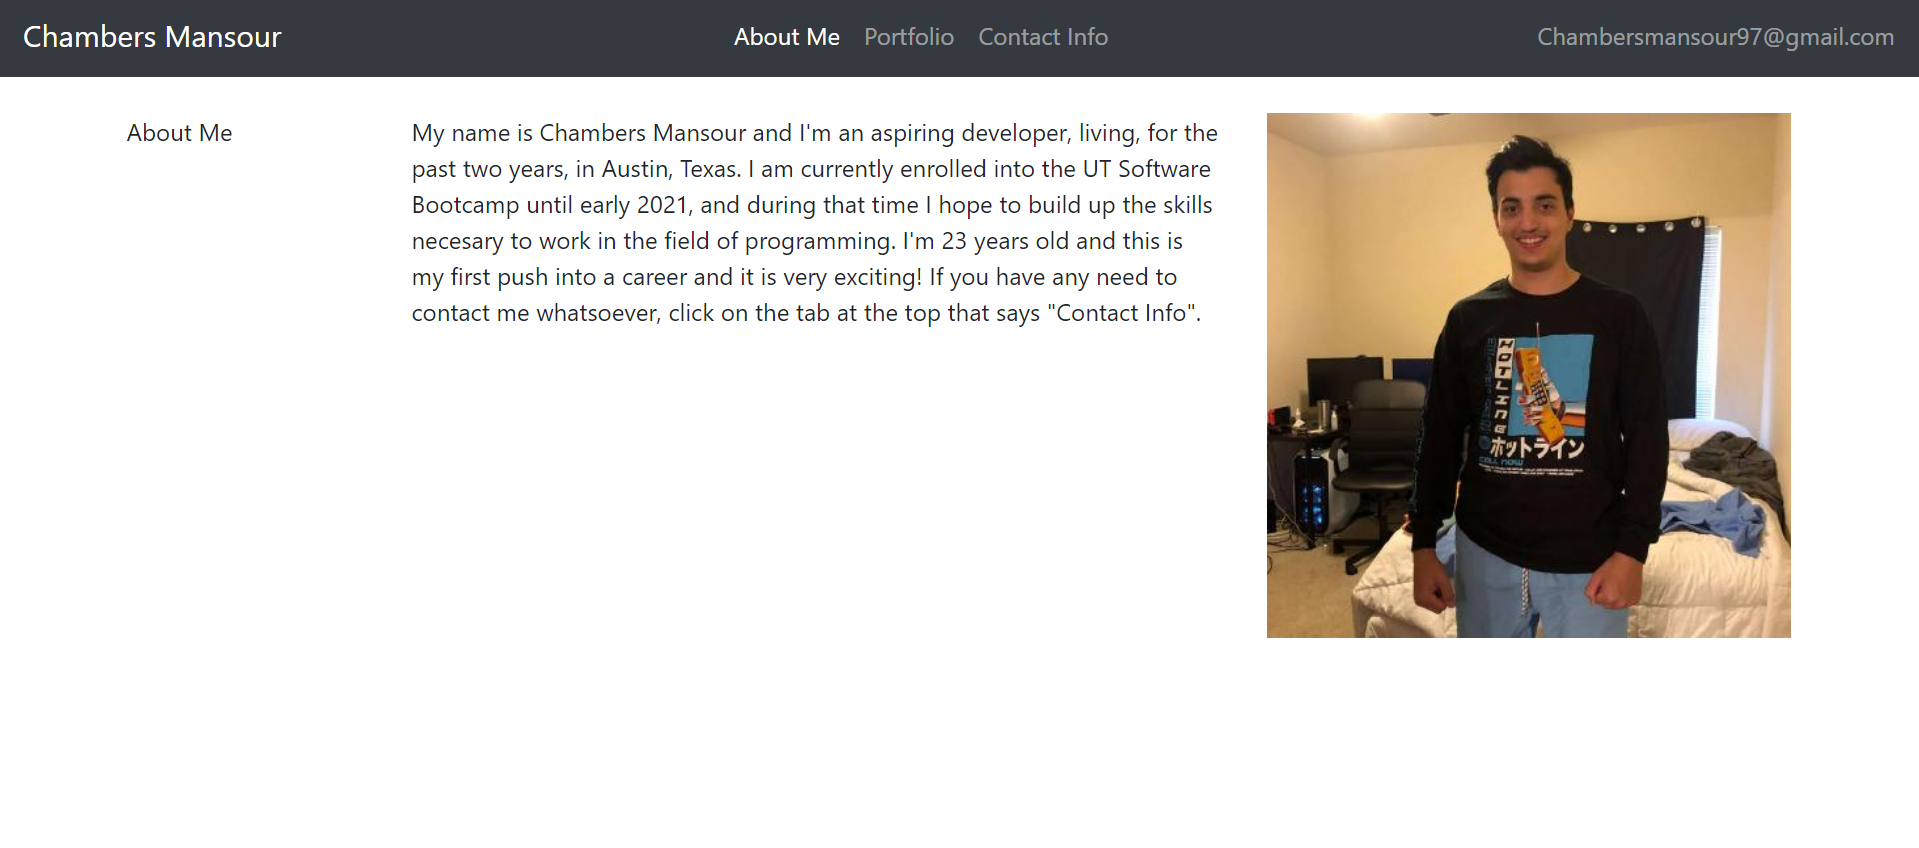 Chambers Mansour
About Me Portfolio Contact Info
Chambersmansour97@gmail.com
About Me
My name is Chambers Mansour and I'm an aspiring developer, living, for the
past two years, in Austin, Texas. I am currently enrolled into the UT Software
Bootcamp until early 2021, and during that time I hope to build up the skills
necesary to work in the field of programming. I'm 23 years old and this is
my first push into a career and it is very exciting! If you have any need to
contact me whatsoever, click on the tab at the top that says "Contact Info".
HOTLINE
ホットライン
CALL NOW